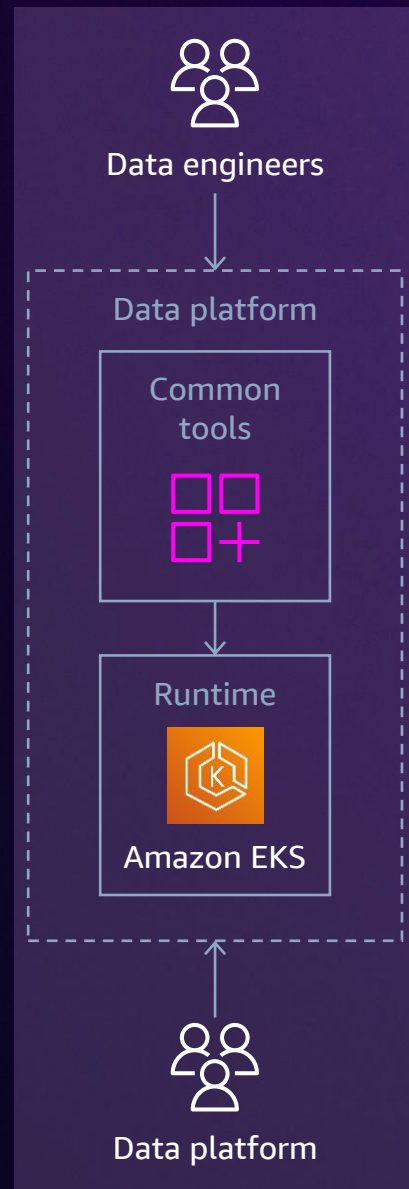 Data engineers
Data platform
Common
tools
Runtime
K
Amazon EKS
Data platform